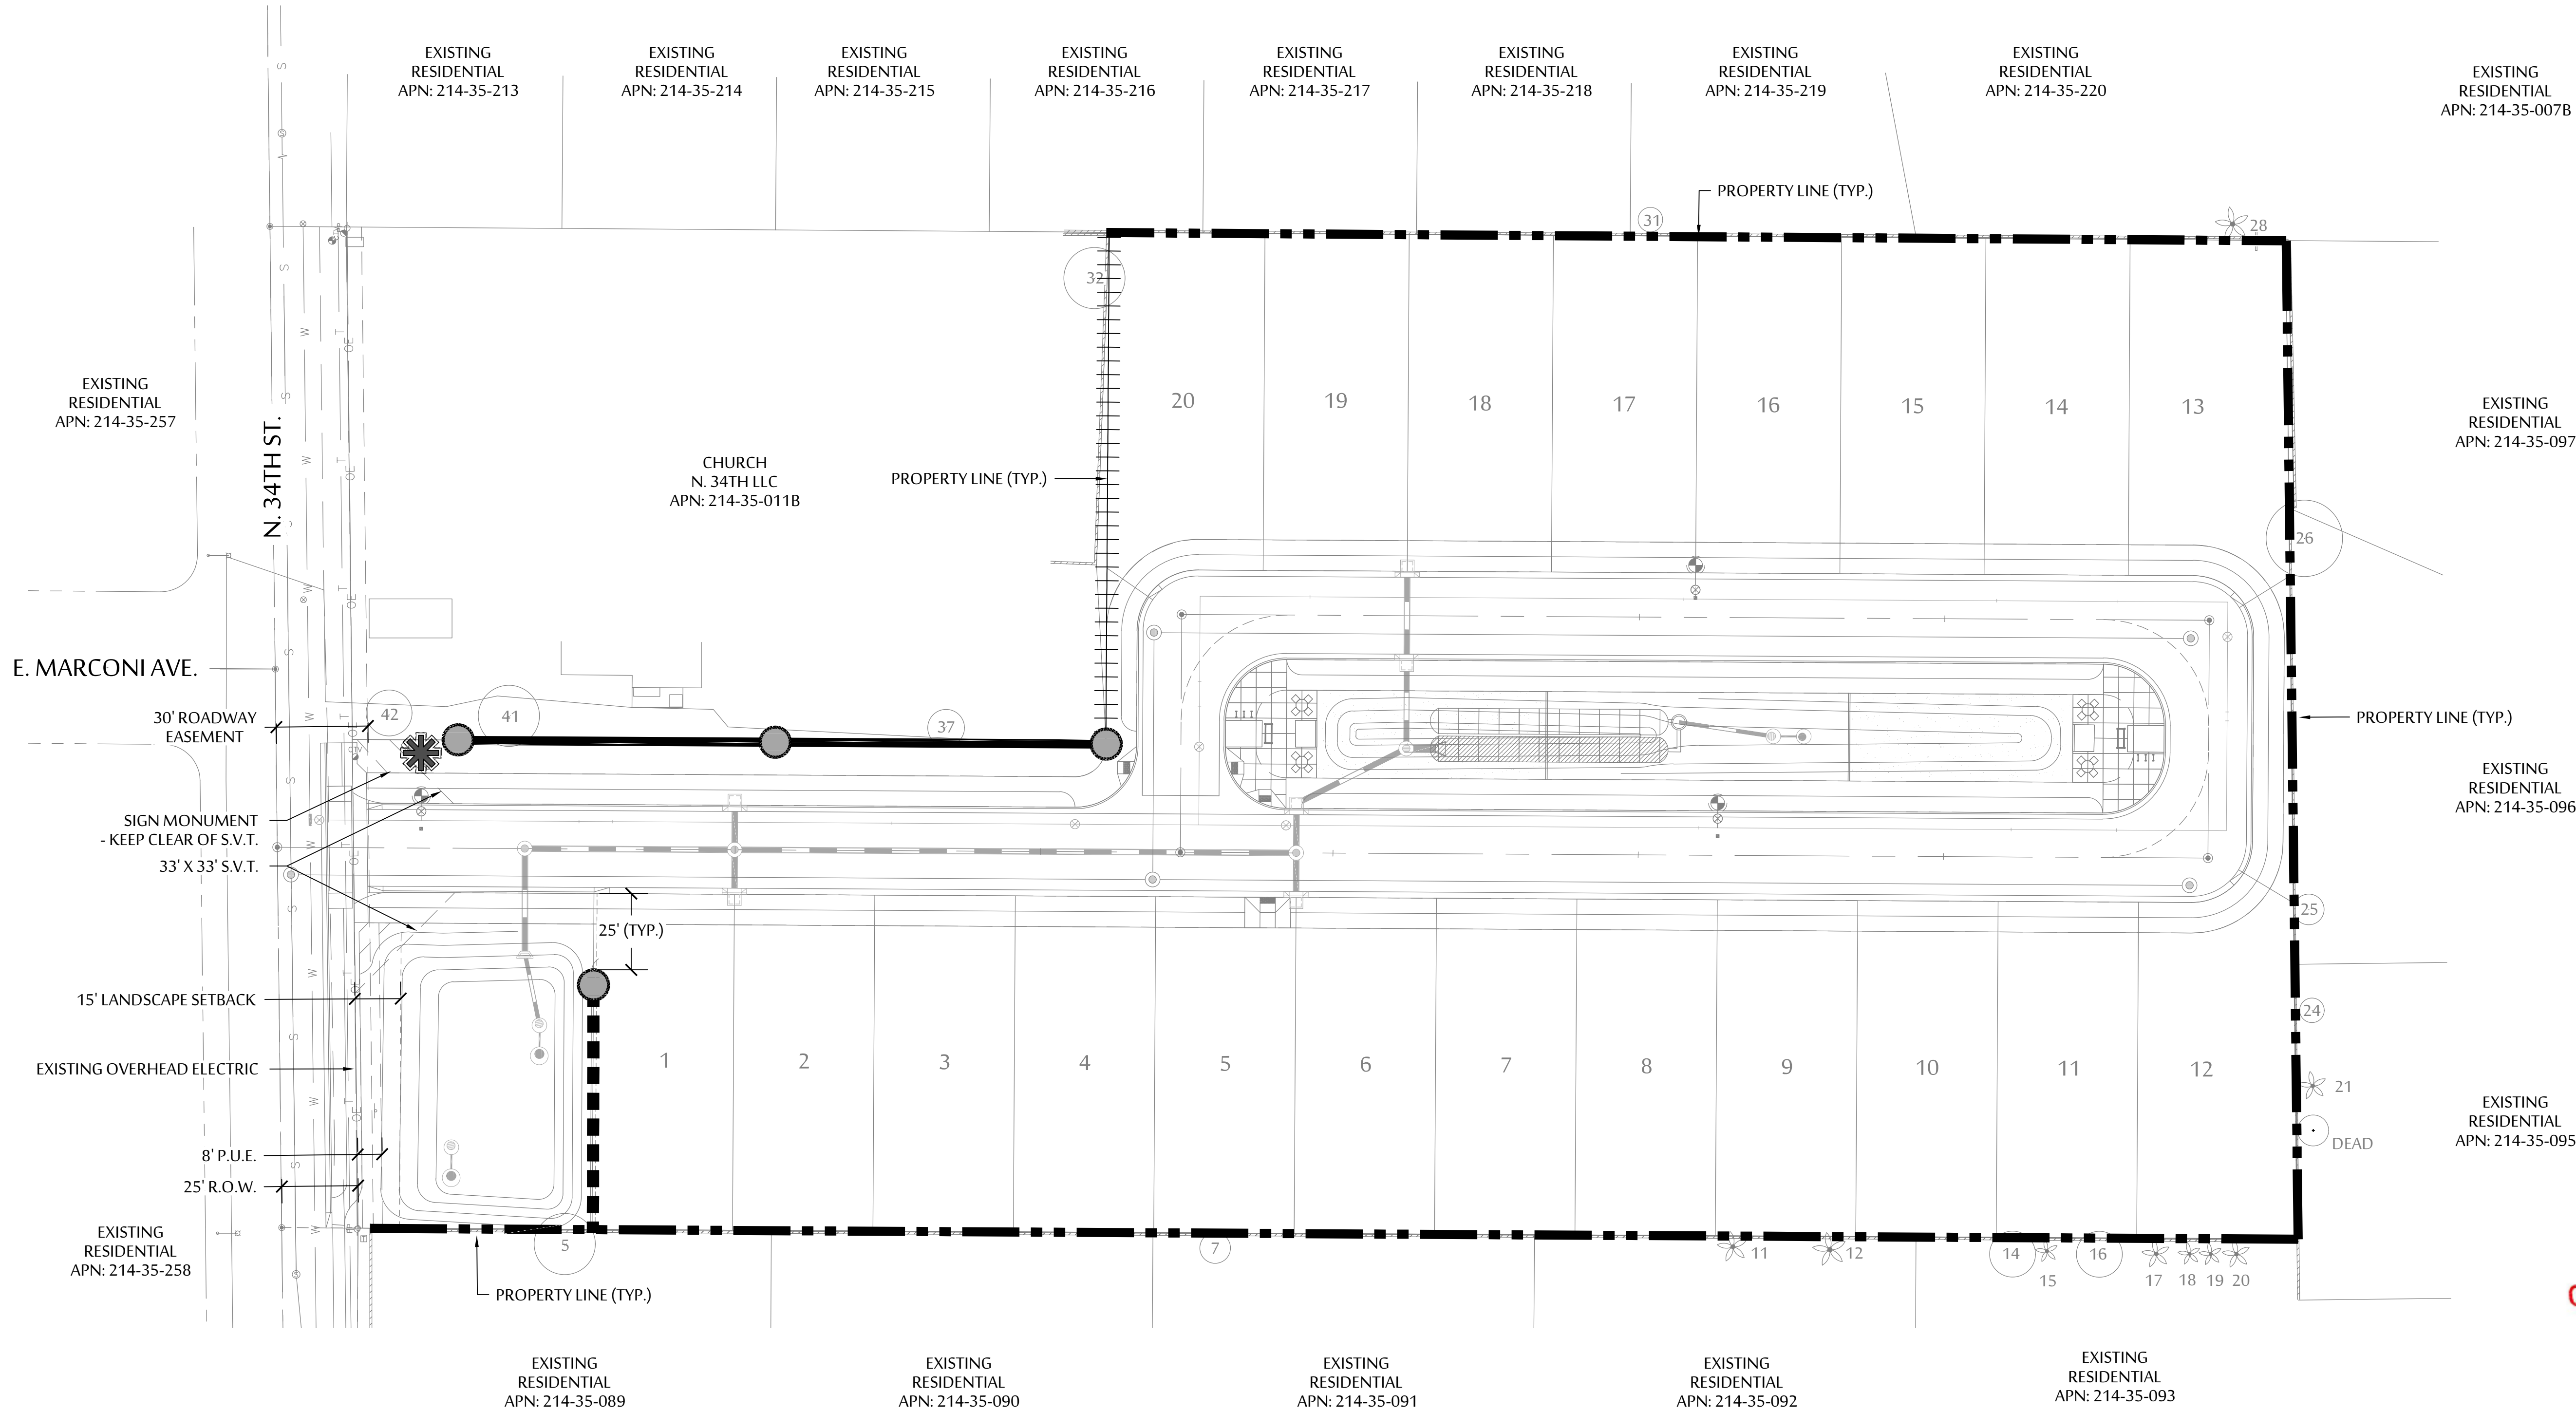 EXISTING
RESIDENTIAL
APN: 214-35-213
EXISTING
RESIDENTIAL
APN: 214-35-214
EXISTING
RESIDENTIAL
APN: 214-35-215
EXISTING
RESIDENTIAL
APN: 214-35-216
EXISTING
RESIDENTIAL
APN: 214-35-217
EXISTING
RESIDENTIAL
APN: 214-35-218
EXISTING
RESIDENTIAL
APN: 214-35-219
EXISTING
RESIDENTIAL
APN: 214-35-220
EXISTING
RESIDENTIAL
APN: 214-35-007B
PROPERTY LINE (TYP.)
31
28
32
EXISTING
RESIDENTIAL
APN: 214-35-257
N. 34TH ST.
CHURCH
N. 34TH LLC
APN: 214-35-011B
PROPERTY LINE (TYP.)
20
19
18
17
16
15
14
13
EXISTING
RESIDENTIAL
APN: 214-35-097
26
E. MARCONI AVE.
30' ROADWAY
EASEMENT
42
41
37
PROPERTY LINE (TYP.)
EXISTING
RESIDENTIAL
APN: 214-35-096
SIGN MONUMENT
- KEEP CLEAR OF S.V.T.
33' X 33' S.V.T.
25' (TYP.)
25
15' LANDSCAPE SETBACK
24
EXISTING OVERHEAD ELECTRIC
1
2
3
4
5
6
7
8
9
10
11
12
21
DEAD
EXISTING
RESIDENTIAL
APN: 214-35-095
8' P.U.E.
25' R.O.W.
EXISTING
RESIDENTIAL
APN: 214-35-258
5
7
11
12
14
15
16
17
18
19
20
PROPERTY LINE (TYP.)
EXISTING
RESIDENTIAL
APN: 214-35-089
EXISTING
RESIDENTIAL
APN: 214-35-090
EXISTING
RESIDENTIAL
APN: 214-35-091
EXISTING
RESIDENTIAL
APN: 214-35-092
EXISTING
RESIDENTIAL
APN: 214-35-093